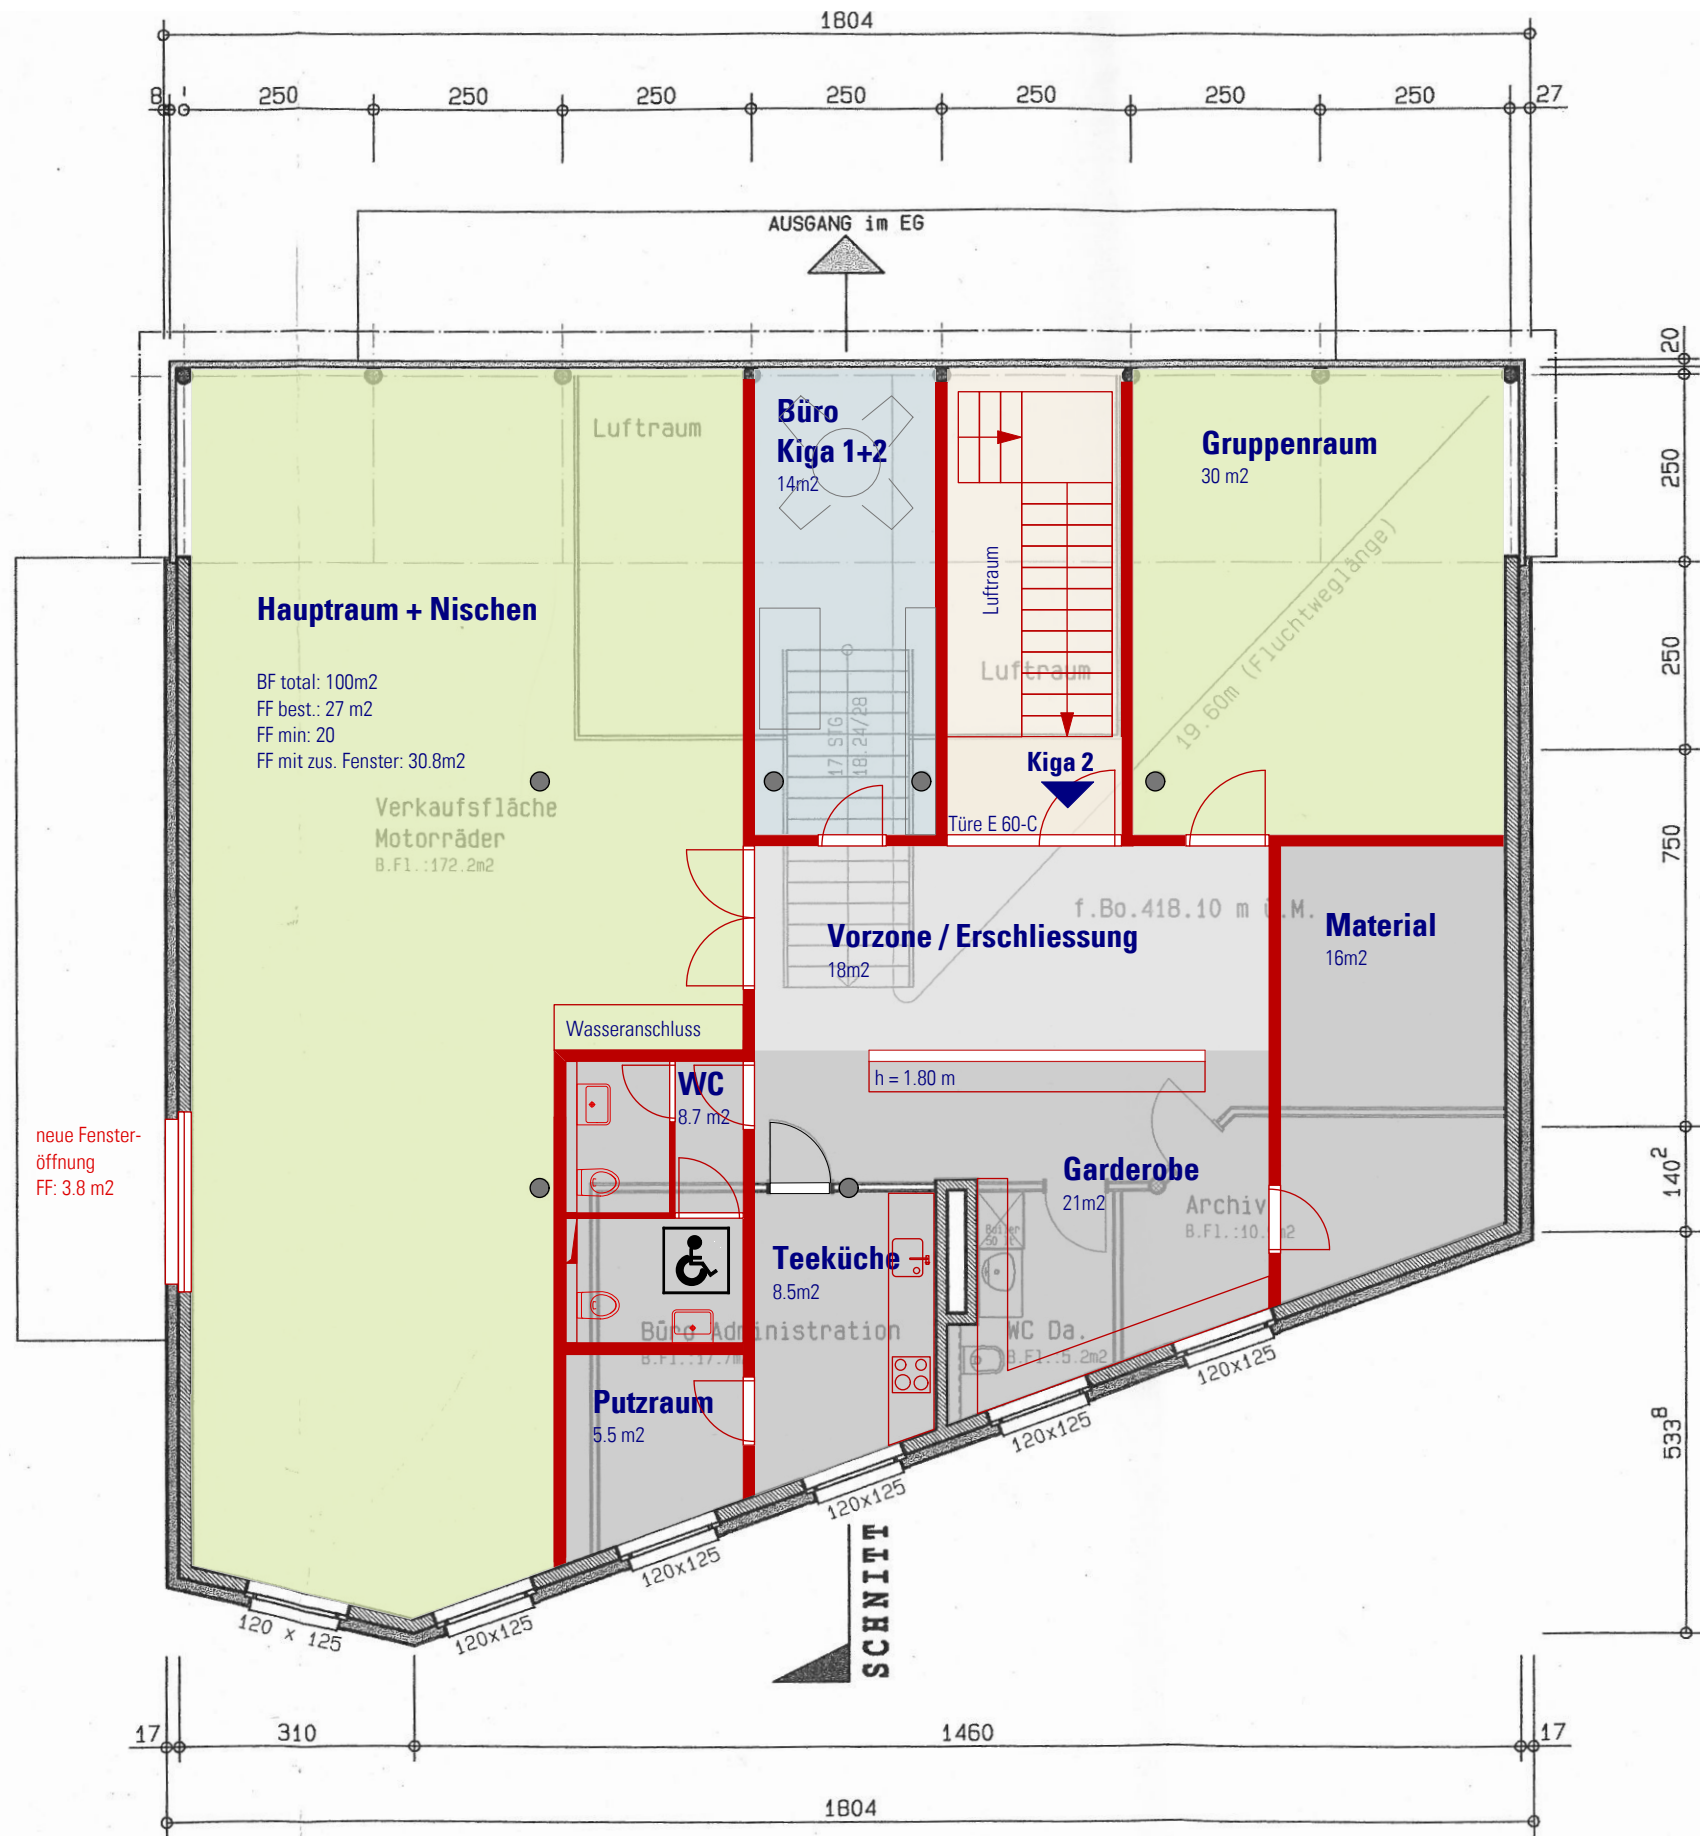 1804
8 250 250 250 250 250 250 250 27
AUSGANG im EG
20
250
250
750
140²
533⁸
Luftraum
Büro
Kiga 1+2
14m2
Gruppenraum
30 m2
Luftraum
Luftraum
19.60m (Fluchtweglänge)
Hauptraum + Nischen
BF total: 100m2
FF best.: 27 m2
FF min: 20
FF mit zus. Fenster: 30.8m2
17 STG
18.24/28
Kiga 2
Türe E 60-C
Verkaufsfläche
Motorräder
B.Fl.:172.2m2
f.Bo.418.10 m ü.M.
Vorzone / Erschliessung
18m2
Material
16m2
Wasseranschluss
WC
8.7 m2
h = 1.80 m
neue Fenster-
öffnung
FF: 3.8 m2
Garderobe
21m2
Archiv
B.Fl.:10. m2
Teeküche
8.5m2
Büro Administration
B.Fl.:17.7m
WC Da.
B.Fl.:5.2m2
Putzraum
5.5 m2
120 x 125
120x125
120x125
120x125
120x125
120x125
SCHNITT
17 310 1460 17
1804